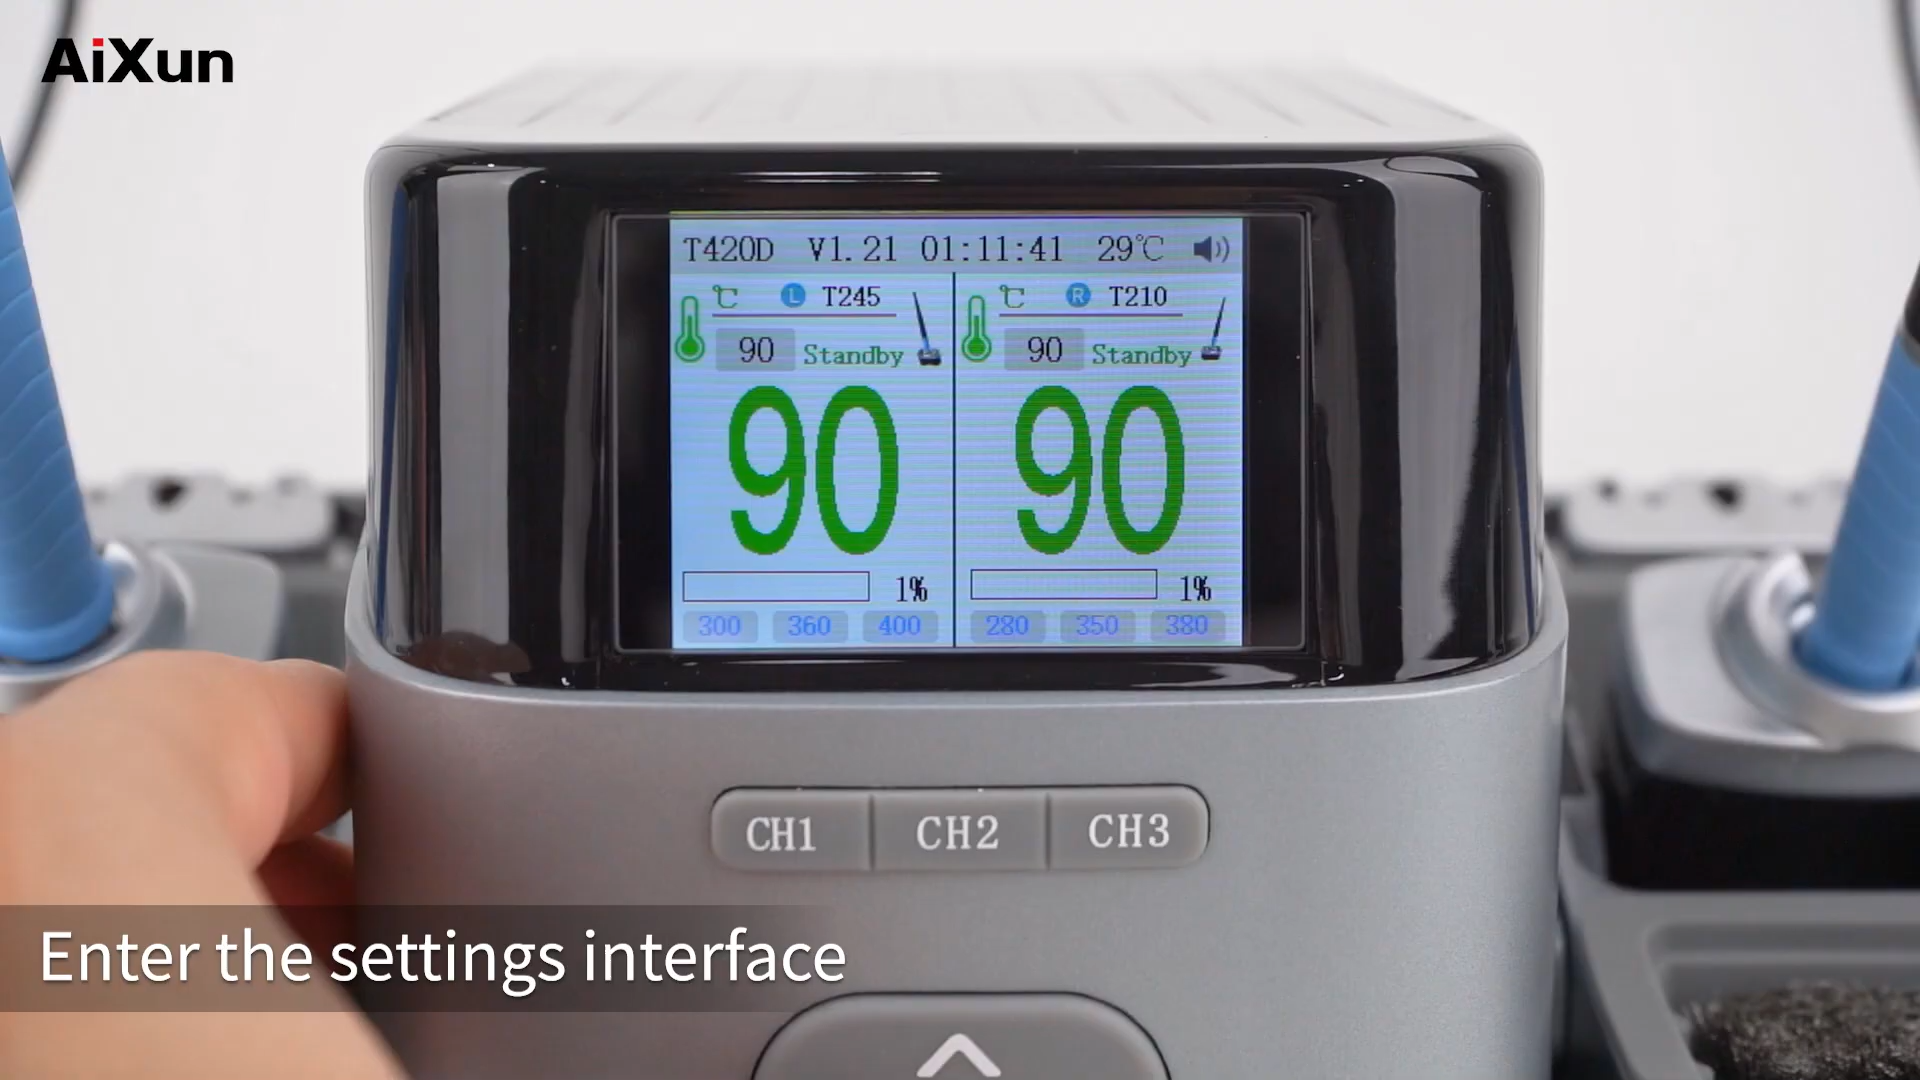 AiXun
T420D V1.21 01:11:41 29℃
℃ L T245
90 Standby
90
1%
300 360 400
℃ R T210
90 Standby
90
1%
280 350 380
CH1 CH2 CH3
Enter the settings interface